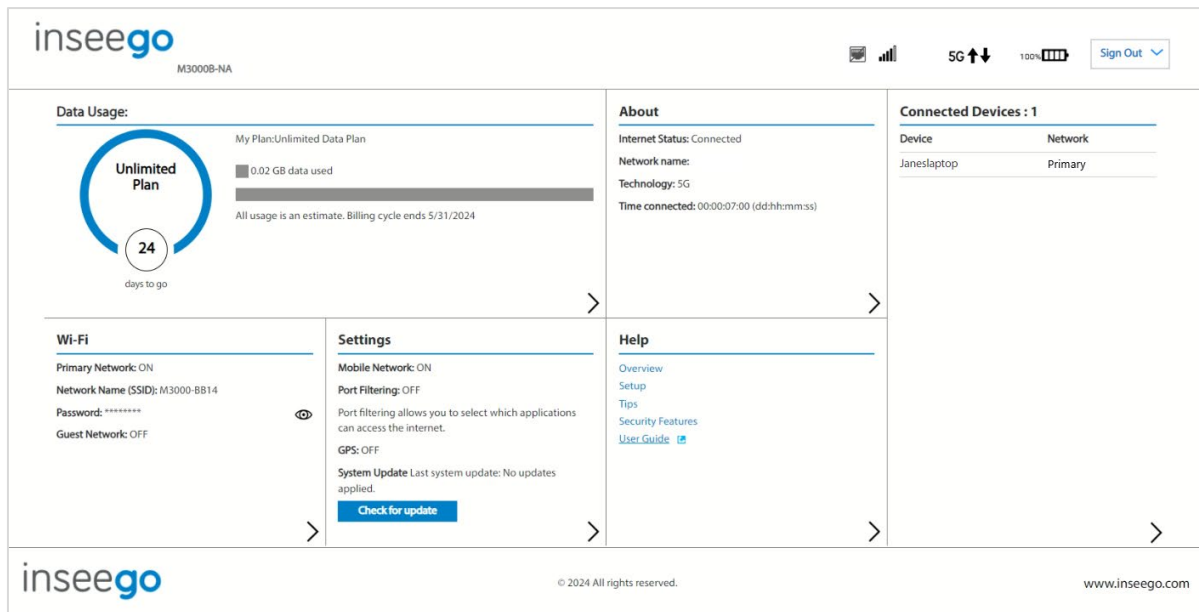 inseego
M3000B-NA
5G
100%
Sign Out
Data Usage:
Unlimited
Plan
24
days to go
My Plan:Unlimited Data Plan
0.02 GB data used
All usage is an estimate. Billing cycle ends 5/31/2024
About
Internet Status: Connected
Network name:
Technology: 5G
Time connected: 00:00:07:00 (dd:hh:mm:ss)
Connected Devices : 1
Device Network
Janeslaptop Primary
Wi-Fi
Primary Network: ON
Network Name (SSID): M3000-BB14
Password: ********
Guest Network: OFF
Settings
Mobile Network: ON
Port Filtering: OFF
Port filtering allows you to select which applications
can access the internet.
GPS: OFF
System Update Last system update: No updates
applied.
Check for update
Help
Overview
Setup
Tips
Security Features
User Guide
inseego
© 2024 All rights reserved.
www.inseego.com